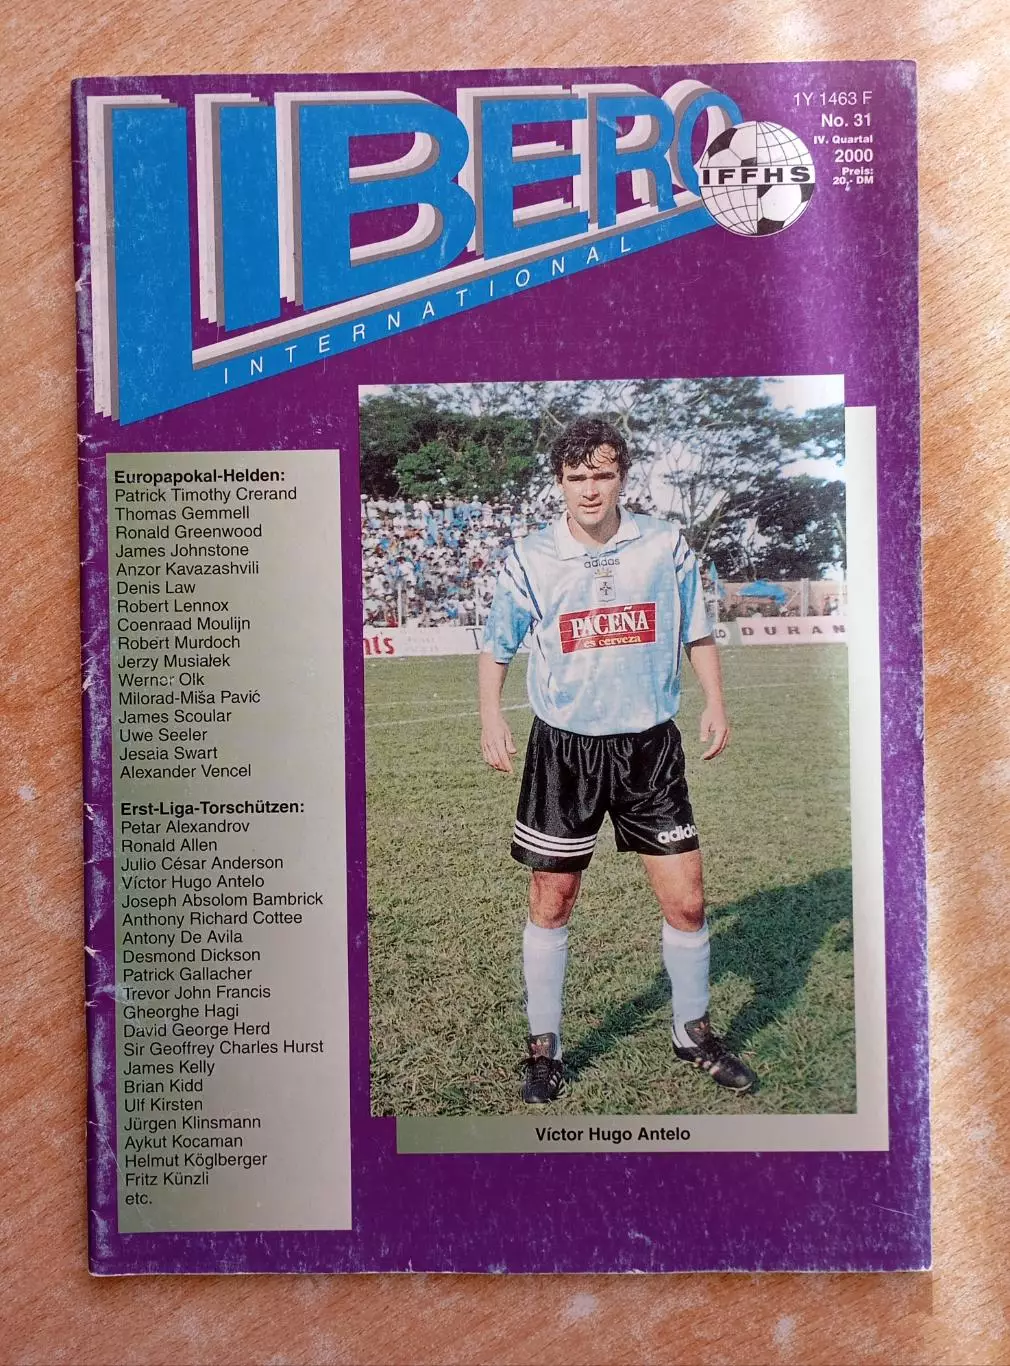 LIBERO
INTERNATIONAL
IFFHS
1Y 1463 F
No. 31
IV. Quartal
2000
Preis:
20,- DM
Europapokal-Helden:
Patrick Timothy Crerand
Thomas Gemmell
Ronald Greenwood
James Johnstone
Anzor Kavazashvili
Denis Law
Robert Lennox
Coenraad Moulijn
Robert Murdoch
Jerzy Musiałek
Werner Olk
Milorad-Miša Pavić
James Scoular
Uwe Seeler
Jesaia Swart
Alexander Vencel
Erst-Liga-Torschützen:
Petar Alexandrov
Ronald Allen
Julio César Anderson
Víctor Hugo Antelo
Joseph Absolom Bambrick
Anthony Richard Cottee
Antony De Avila
Desmond Dickson
Patrick Gallacher
Trevor John Francis
Gheorghe Hagi
David George Herd
Sir Geoffrey Charles Hurst
James Kelly
Brian Kidd
Ulf Kirsten
Jürgen Klinsmann
Aykut Kocaman
Helmut Köglberger
Fritz Künzli
etc.
adidas
PACEÑA
es cerveza
DURAN
adidas
Víctor Hugo Antelo